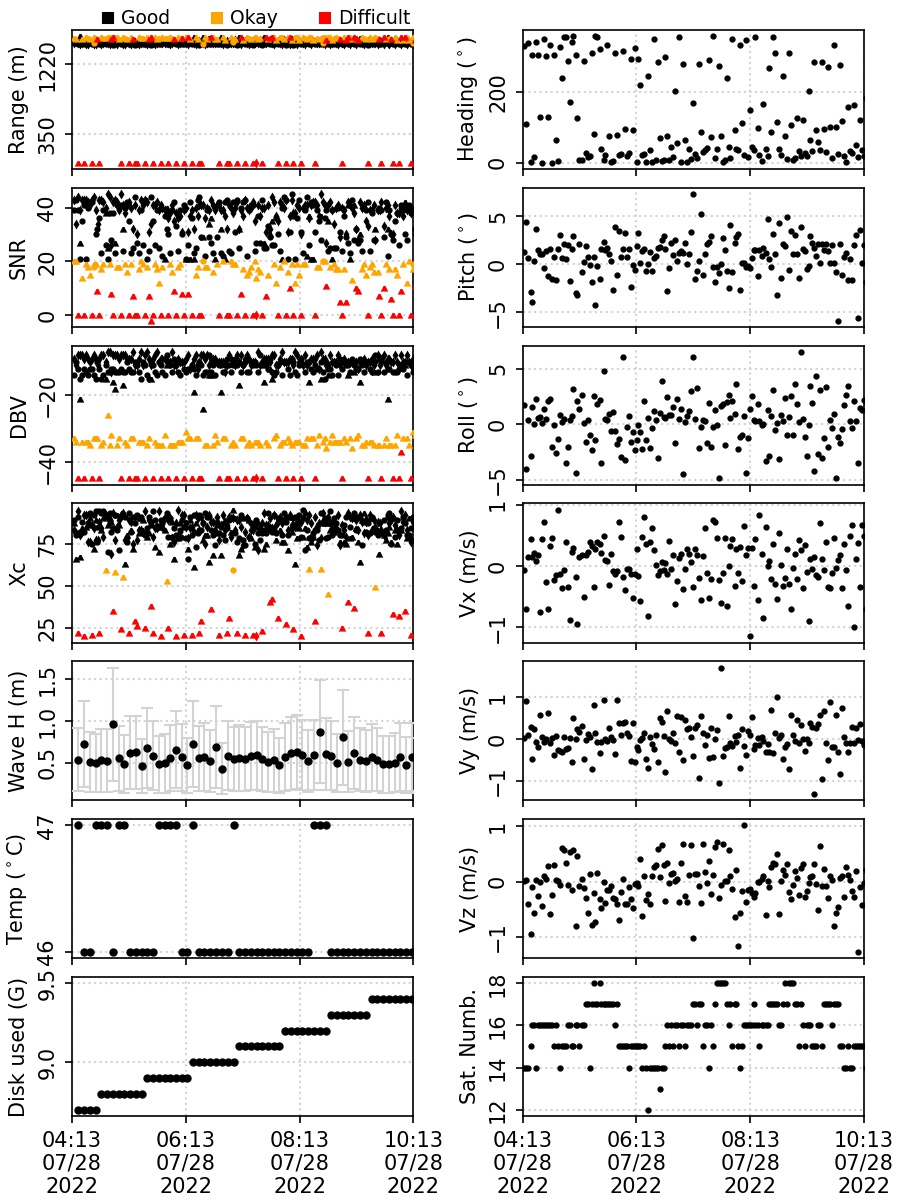 Good Okay Difficult
Range (m)
1220
350
Heading (°)
200
0
SNR
40
20
0
Pitch (°)
5
0
−5
DBV
−20
−40
Roll (°)
5
0
−5
Xc
75
50
25
Vx (m/s)
1
0
−1
Wave H (m)
1.5
1.0
0.5
Vy (m/s)
1
0
−1
Temp (°C)
47
46
Vz (m/s)
1
0
−1
Disk used (G)
9.5
9.0
Sat. Numb.
18
16
14
12
04:13 06:13 08:13 10:13
07/28 07/28 07/28 07/28
2022 2022 2022 2022
04:13 06:13 08:13 10:13
07/28 07/28 07/28 07/28
2022 2022 2022 2022